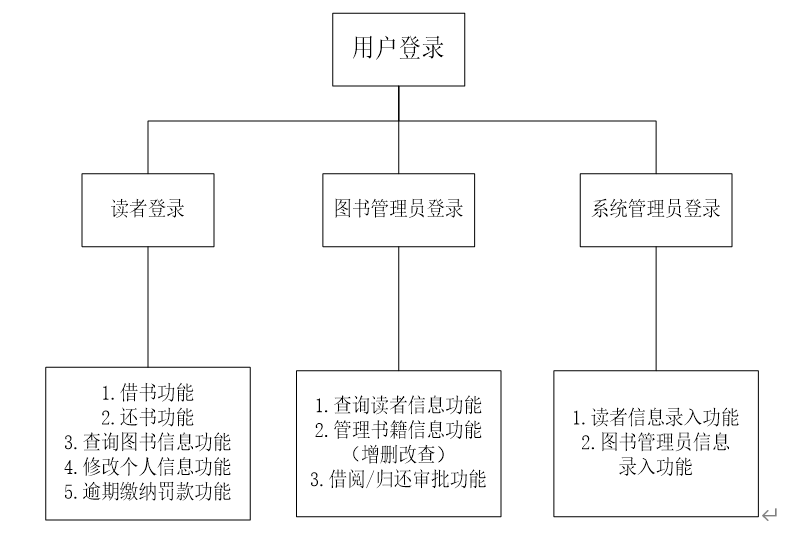 用户登录
读者登录
图书管理员登录
系统管理员登录
1.借书功能
2.还书功能
3.查询图书信息功能
4.修改个人信息功能
5.逾期缴纳罚款功能
1.查询读者信息功能
2.管理书籍信息功能
（增删改查）
3.借阅/归还审批功能
1.读者信息录入功能
2.图书管理员信息
录入功能